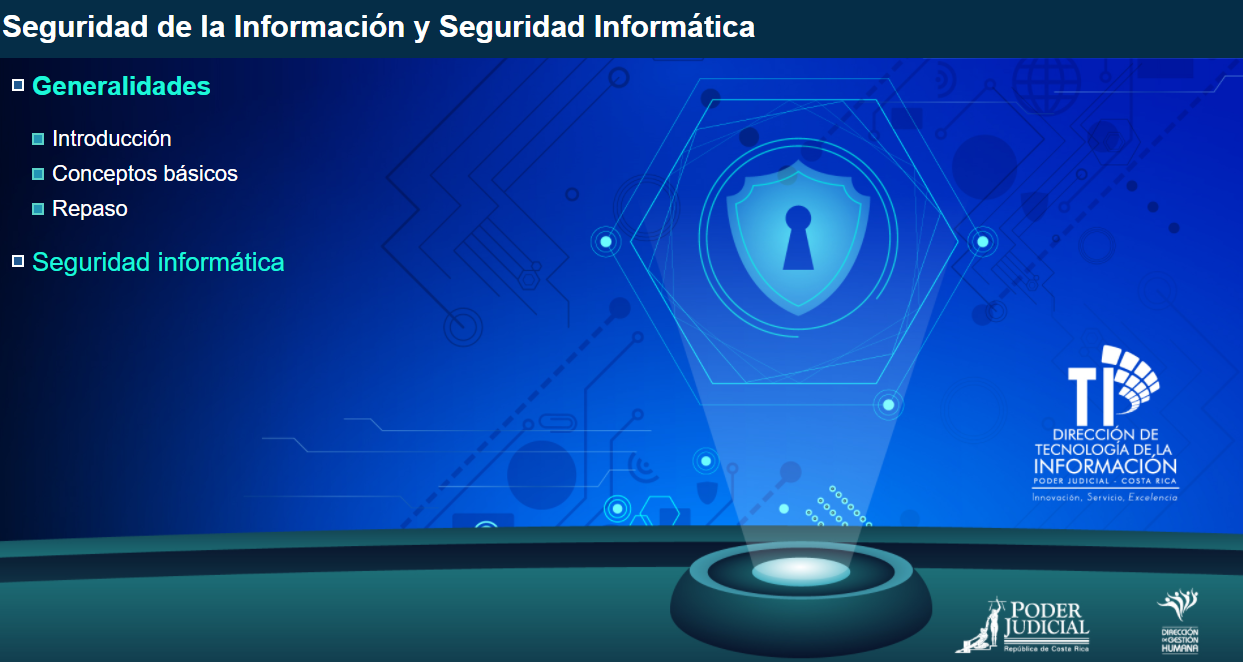 Seguridad de la Información y Seguridad Informática
Generalidades
Introducción
Conceptos básicos
Repaso
Seguridad informática
TI
DIRECCIÓN DE
TECNOLOGÍA DE LA
INFORMACIÓN
PODER JUDICIAL - COSTA RICA
Innovación, Servicio, Excelencia
PODER
JUDICIAL
República de Costa Rica
DIRECCIÓN
DE GESTIÓN
HUMANA